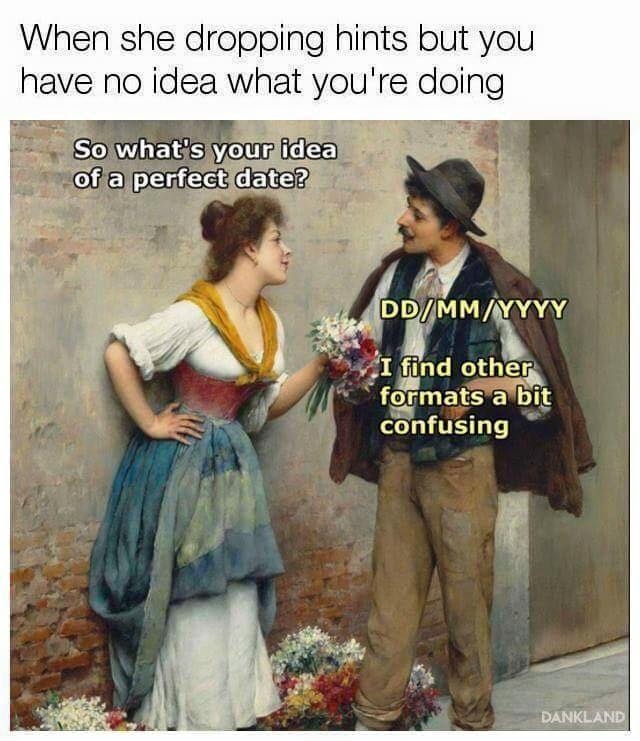 When she dropping hints but you
have no idea what you're doing
So what's your idea
of a perfect date?
DD/MM/YYYY
I find other
formats a bit
confusing
DANKLAND